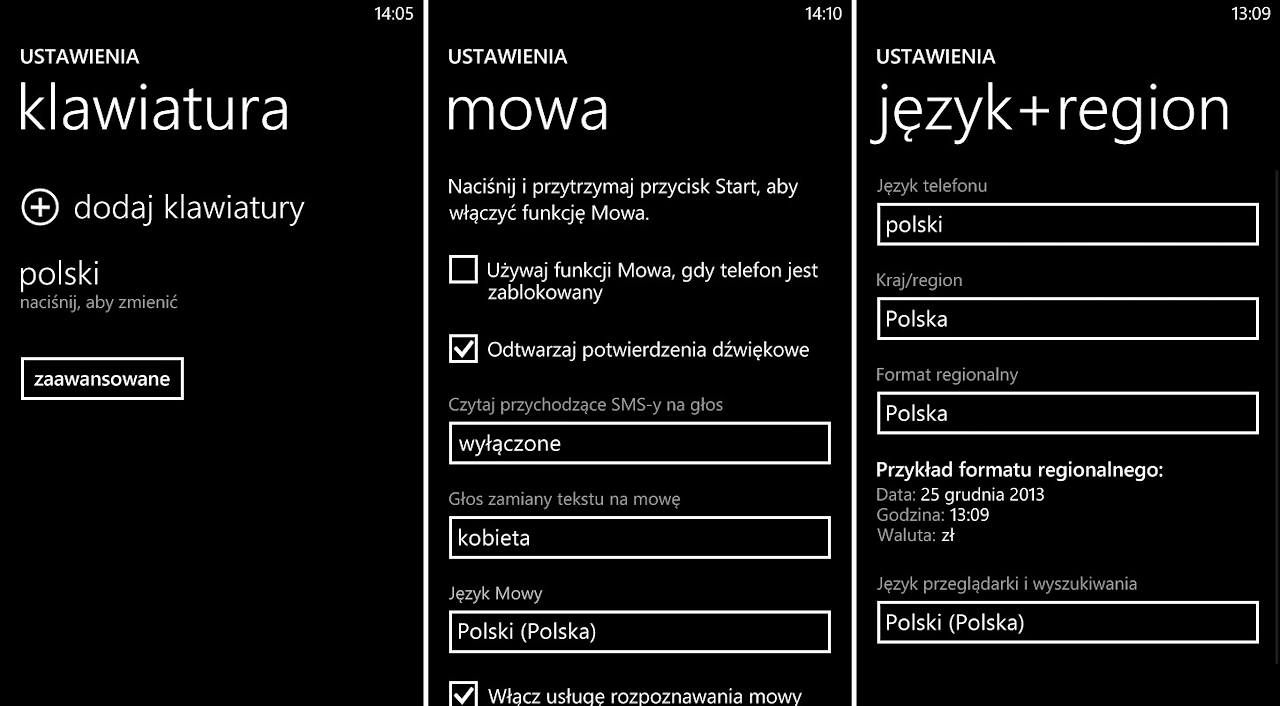 14:05
USTAWIENIA
klawiatura
dodaj klawiatury
polski
naciśnij, aby zmienić
zaawansowane
14:10
USTAWIENIA
mowa
Naciśnij i przytrzymaj przycisk Start, aby
włączyć funkcję Mowa.
Używaj funkcji Mowa, gdy telefon jest
zablokowany
Odtwarzaj potwierdzenia dźwiękowe
Czytaj przychodzące SMS-y na głos
wyłączone
Głos zamiany tekstu na mowę
kobieta
Język Mowy
Polski (Polska)
Włącz usługę rozpoznawania mowy
13:09
USTAWIENIA
język+region
Język telefonu
polski
Kraj/region
Polska
Format regionalny
Polska
Przykład formatu regionalnego:
Data: 25 grudnia 2013
Godzina: 13:09
Waluta: zł
Język przeglądarki i wyszukiwania
Polski (Polska)